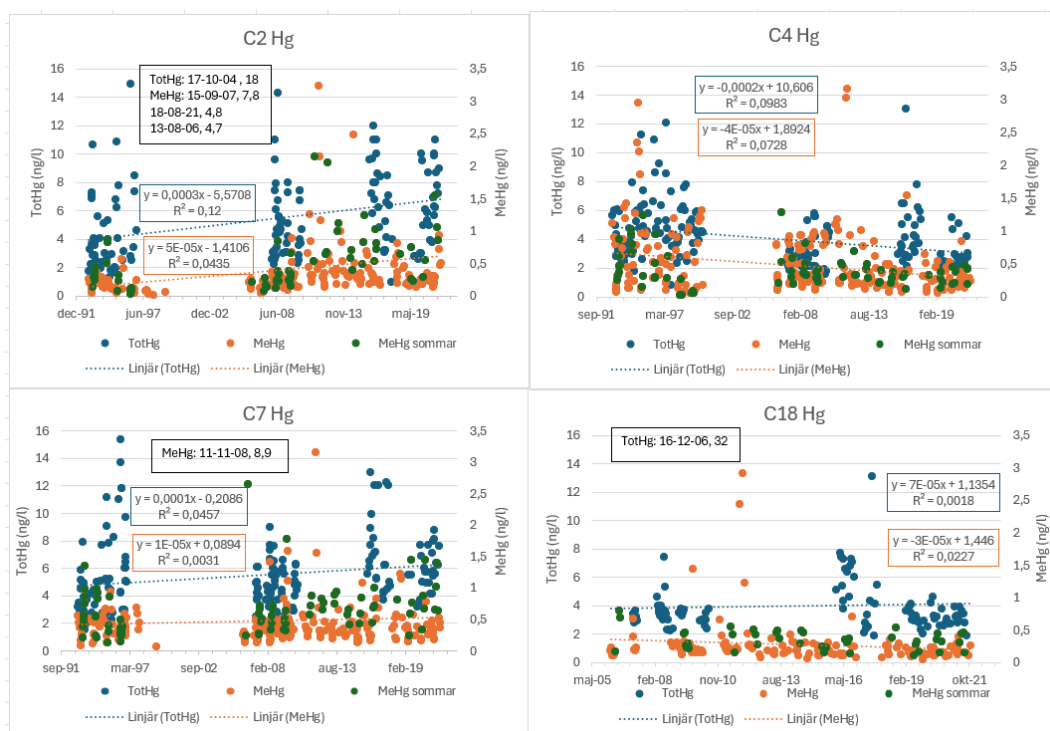 C2 Hg
TotHg: 17-10-04 , 18
MeHg: 15-09-07, 7,8
18-08-21, 4,8
13-08-06, 4,7
y = 0,0003x - 5,5708
R² = 0,12
y = 5E-05x - 1,4106
R² = 0,0435
TotHg (ng/l)
16
14
12
10
8
6
4
2
0
MeHg (ng/l)
3,5
3
2,5
2
1,5
1
0,5
0
dec-91 jun-97 dec-02 jun-08 nov-13 maj-19
TotHg MeHg MeHg sommar
Linjär (TotHg) Linjär (MeHg)
C4 Hg
y = -0,0002x + 10,606
R² = 0,0983
y = -4E-05x + 1,8924
R² = 0,0728
TotHg (ng/l)
16
14
12
10
8
6
4
2
0
MeHg (ng/l)
3,5
3
2,5
2
1,5
1
0,5
0
sep-91 mar-97 sep-02 feb-08 aug-13 feb-19
TotHg MeHg MeHg sommar
Linjär (TotHg) Linjär (MeHg)
C7 Hg
MeHg: 11-11-08, 8,9
y = 0,0001x - 0,2086
R² = 0,0457
y = 1E-05x + 0,0894
R² = 0,0031
TotHg (ng/l)
16
14
12
10
8
6
4
2
0
MeHg (ng/l)
3,5
3
2,5
2
1,5
1
0,5
0
sep-91 mar-97 sep-02 feb-08 aug-13 feb-19
TotHg MeHg MeHg sommar
Linjär (TotHg) Linjär (MeHg)
C18 Hg
TotHg: 16-12-06, 32
y = 7E-05x + 1,1354
R² = 0,0018
y = -3E-05x + 1,446
R² = 0,0227
TotHg (ng/l)
16
14
12
10
8
6
4
2
0
MeHg (ng/l)
3,5
3
2,5
2
1,5
1
0,5
0
maj-05 feb-08 nov-10 aug-13 maj-16 feb-19 okt-21
TotHg MeHg MeHg sommar
Linjär (TotHg) Linjär (MeHg)